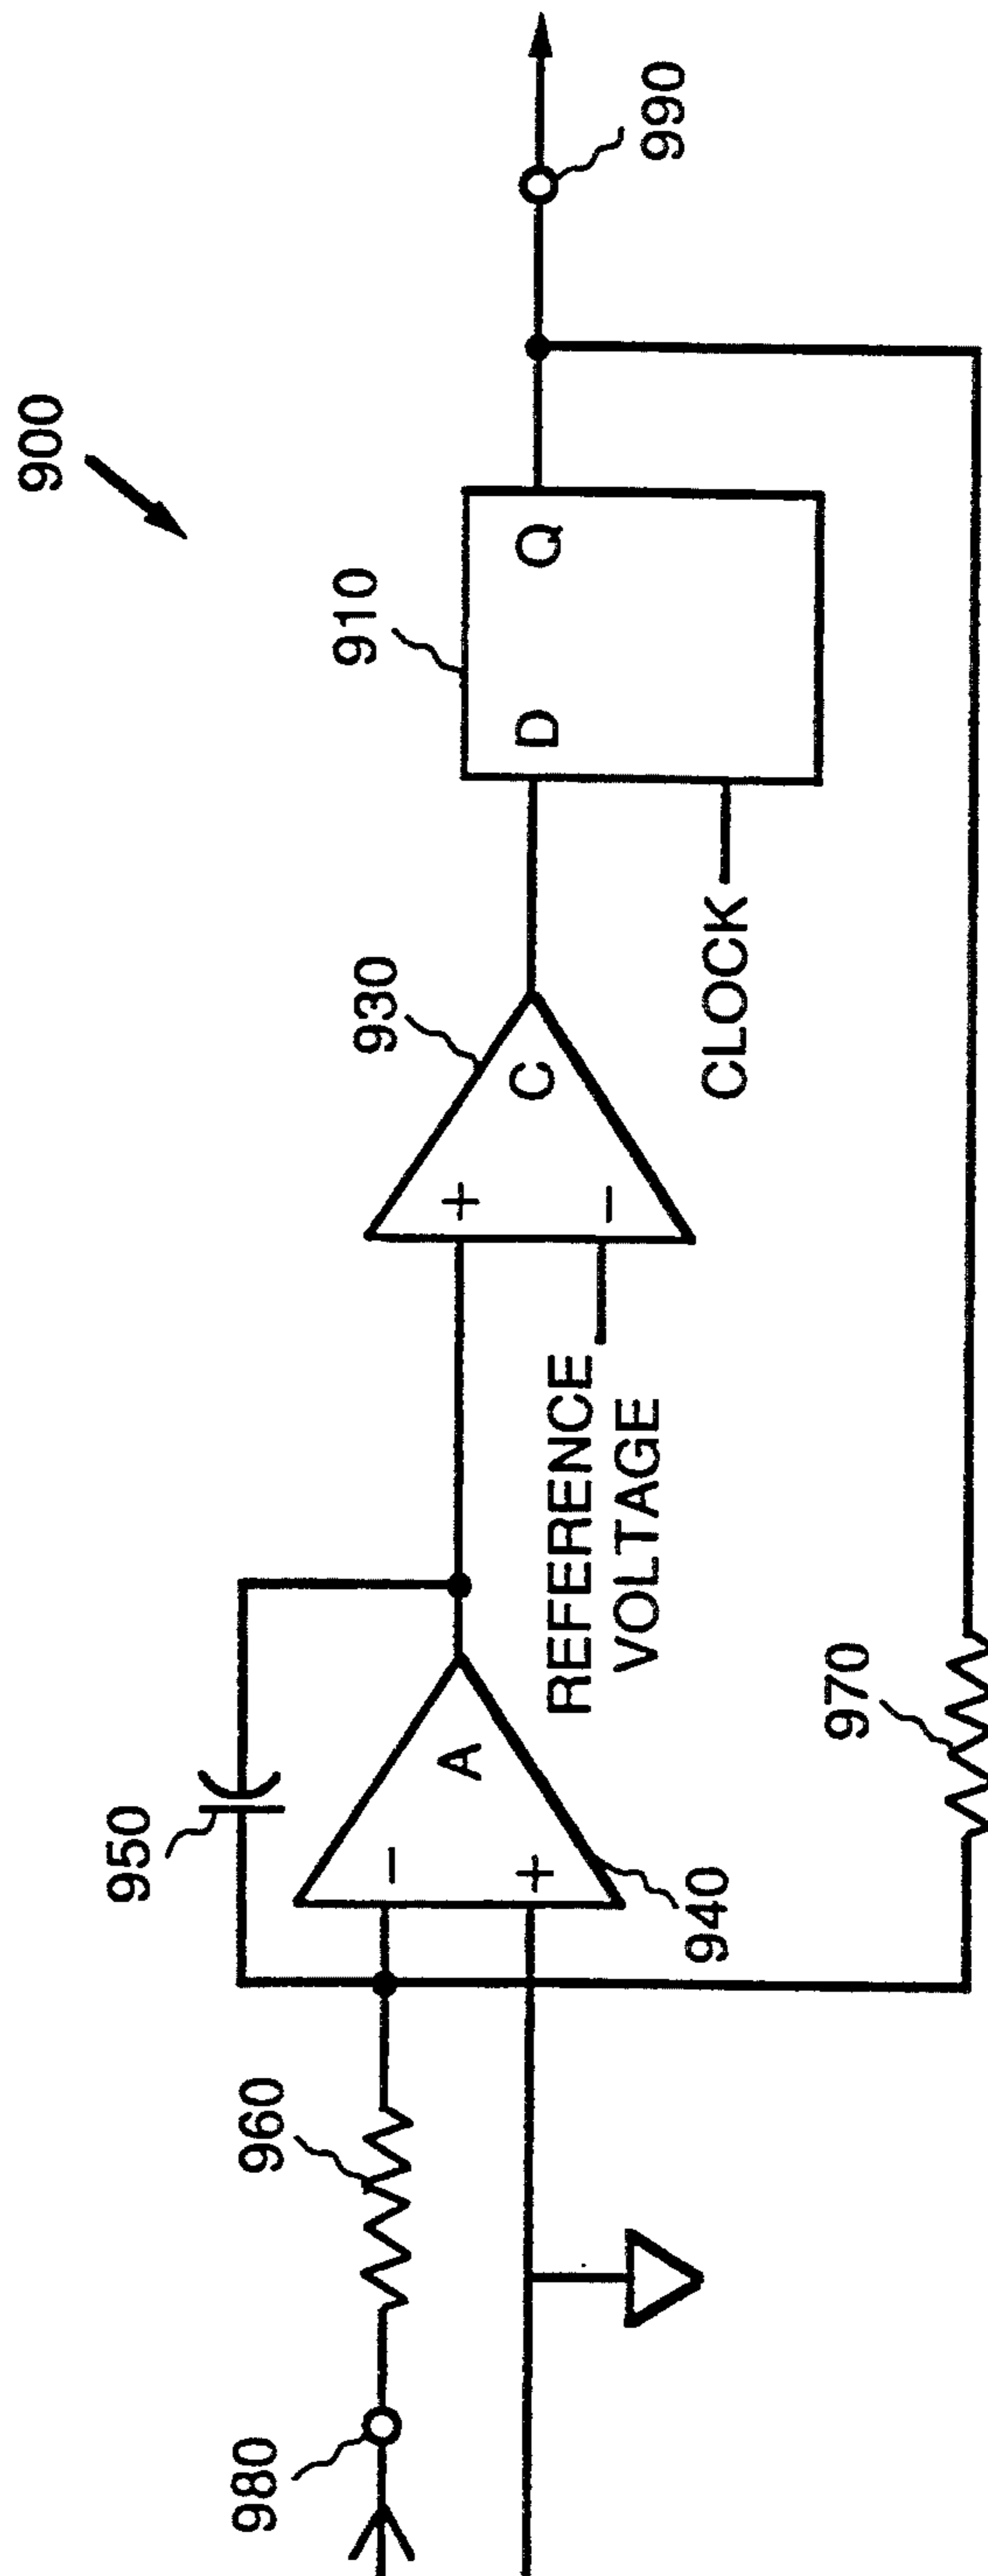 900
910
D
Q
990
930
+
−
C
CLOCK
REFERENCE
VOLTAGE
950
−
+
A
940
970
960
980